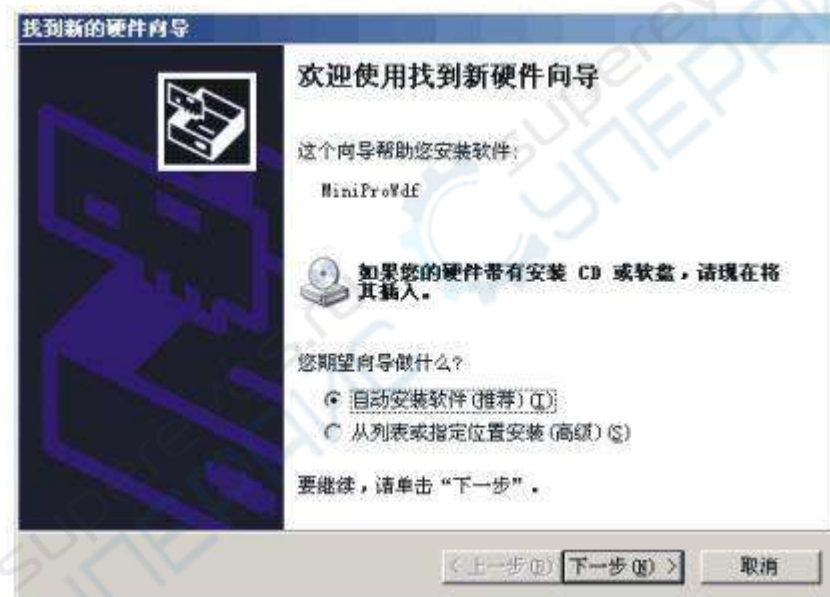 找到新的硬件向导
欢迎使用找到新硬件向导
这个向导帮助您安装软件:
MiniProWdf
如果您的硬件带有安装 CD 或软盘,请现在将
其插入。
您期望向导做什么?
自动安装软件(推荐)(I)
从列表或指定位置安装(高级)(S)
要继续,请单击“下一步”。
<上一步(B) 下一步(N) > 取消